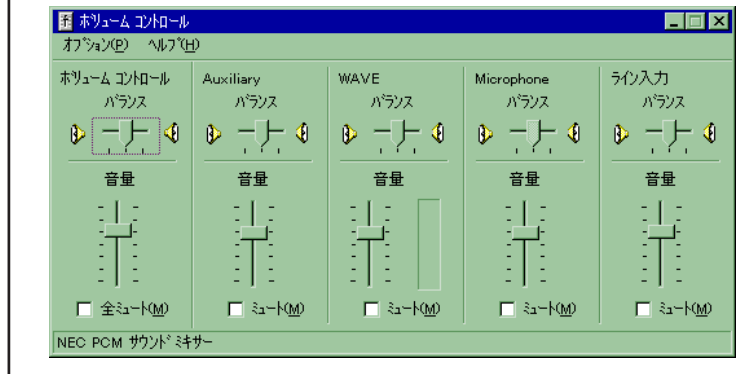 ボリューム コントロール
オプション(P) ヘルプ(H)
ボリューム コントロール Auxiliary WAVE Microphone ライン入力
バランス バランス バランス バランス バランス
音量 音量 音量 音量 音量
全ミュート(M) ミュート(M) ミュート(M) ミュート(M) ミュート(M)
NEC PCM サウンド ミキサー